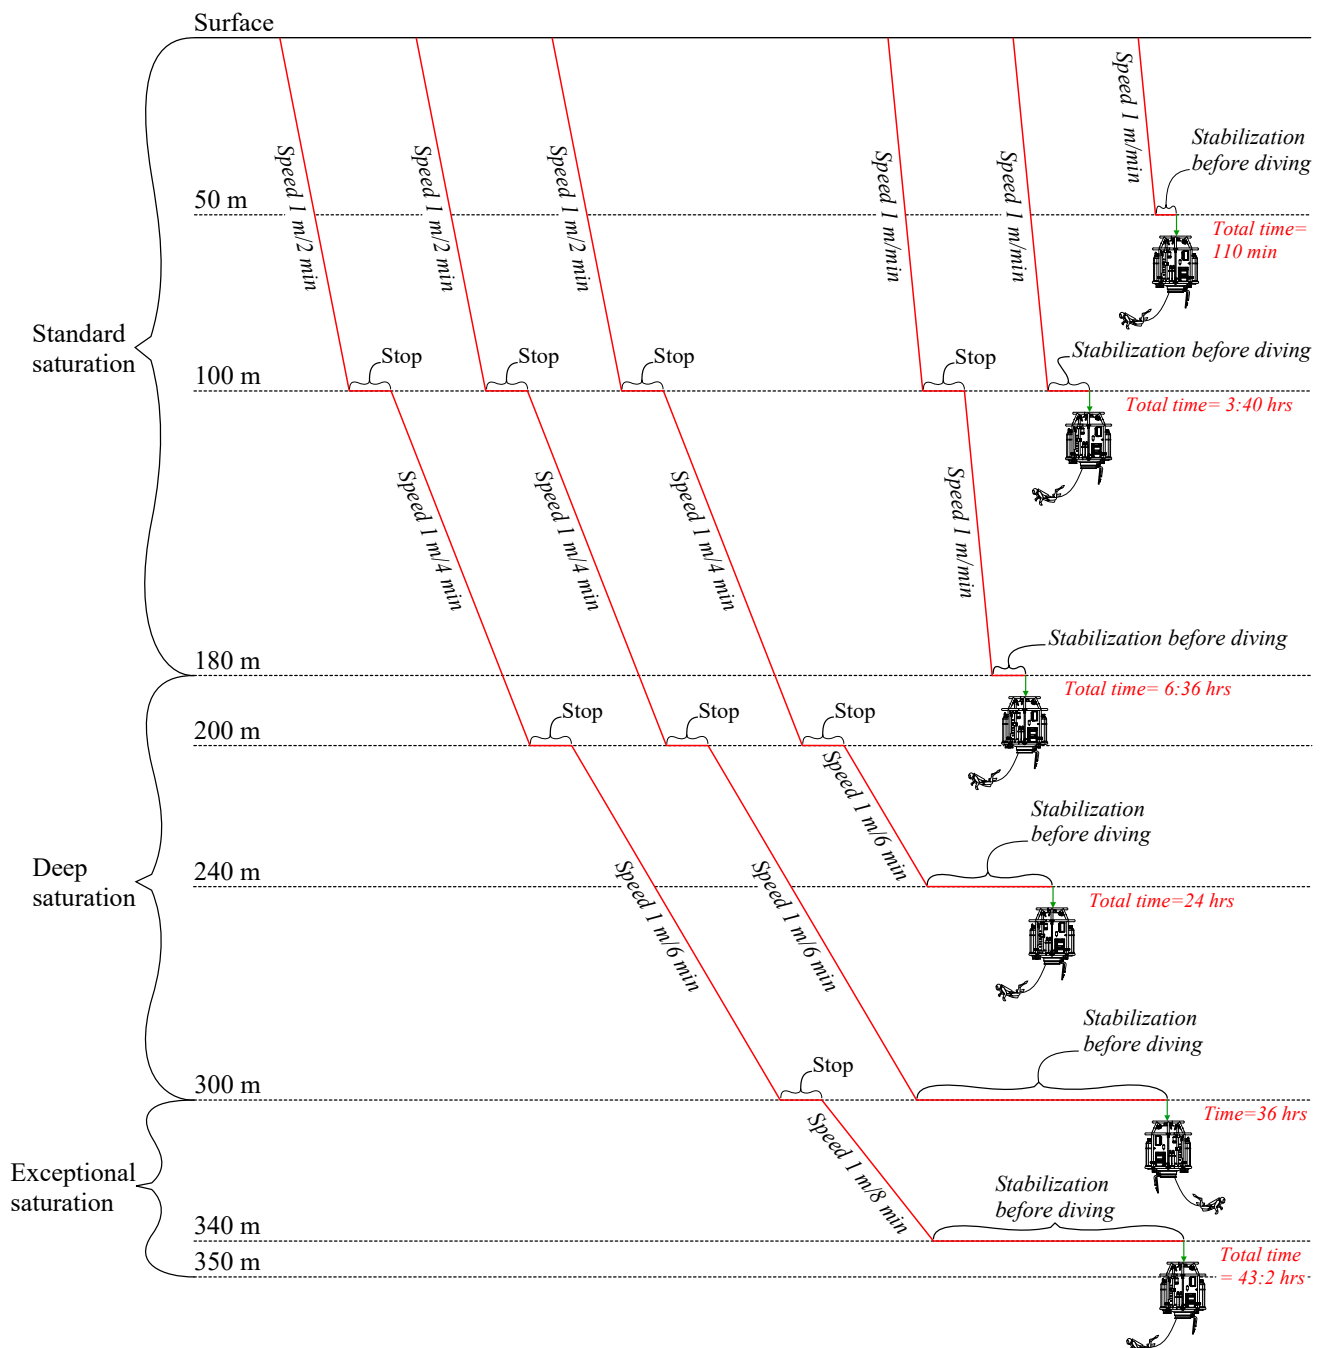 Surface
Speed 1 m/2 min
Speed 1 m/2 min
Speed 1 m/2 min
Speed 1 m/min
Speed 1 m/min
Speed 1 m/min
Stabilization
before diving
50 m
Total time=
110 min
Standard
saturation
Stop
Stop
Stop
Stop
Stabilization before diving
100 m
Total time= 3:40 hrs
Speed 1 m/4 min
Speed 1 m/4 min
Speed 1 m/4 min
Speed 1 m/min
Stabilization before diving
180 m
Total time= 6:36 hrs
Stop
Stop
Stop
200 m
Speed 1 m/6 min
Stabilization
before diving
Deep
saturation
240 m
Total time=24 hrs
Speed 1 m/6 min
Speed 1 m/6 min
Stabilization
before diving
Stop
300 m
Time=36 hrs
Speed 1 m/8 min
Exceptional
saturation
Stabilization
before diving
340 m
Total time
= 43:2 hrs
350 m